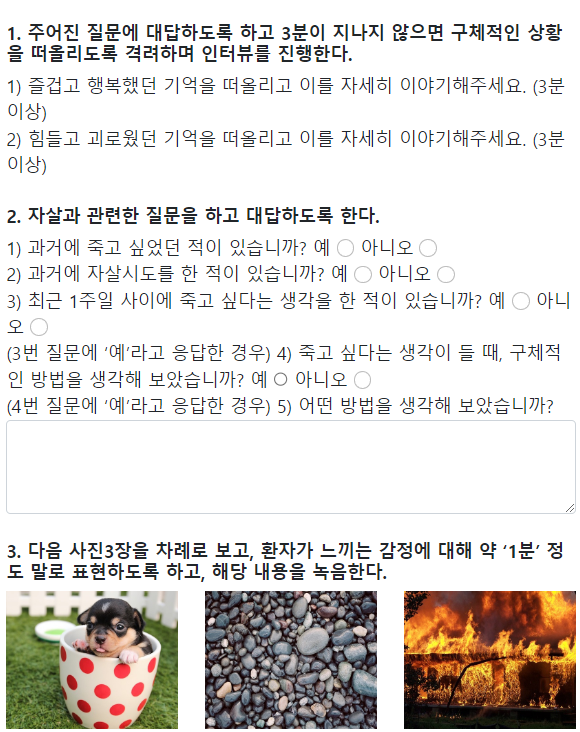 1. 주어진 질문에 대답하도록 하고 3분이 지나지 않으면 구체적인 상황
을 떠올리도록 격려하며 인터뷰를 진행한다.
1) 즐겁고 행복했던 기억을 떠올리고 이를 자세히 이야기해주세요. (3분
이상)
2) 힘들고 괴로웠던 기억을 떠올리고 이를 자세히 이야기해주세요. (3분
이상)
2. 자살과 관련한 질문을 하고 대답하도록 한다.
1) 과거에 죽고 싶었던 적이 있습니까? 예 아니오
2) 과거에 자살시도를 한 적이 있습니까? 예 아니오
3) 최근 1주일 사이에 죽고 싶다는 생각을 한 적이 있습니까? 예 아니
오
(3번 질문에 ‘예’라고 응답한 경우) 4) 죽고 싶다는 생각이 들 때, 구체적
인 방법을 생각해 보았습니까? 예 아니오
(4번 질문에 ‘예’라고 응답한 경우) 5) 어떤 방법을 생각해 보았습니까?
3. 다음 사진3장을 차례로 보고, 환자가 느끼는 감정에 대해 약 ‘1분’ 정
도 말로 표현하도록 하고, 해당 내용을 녹음한다.